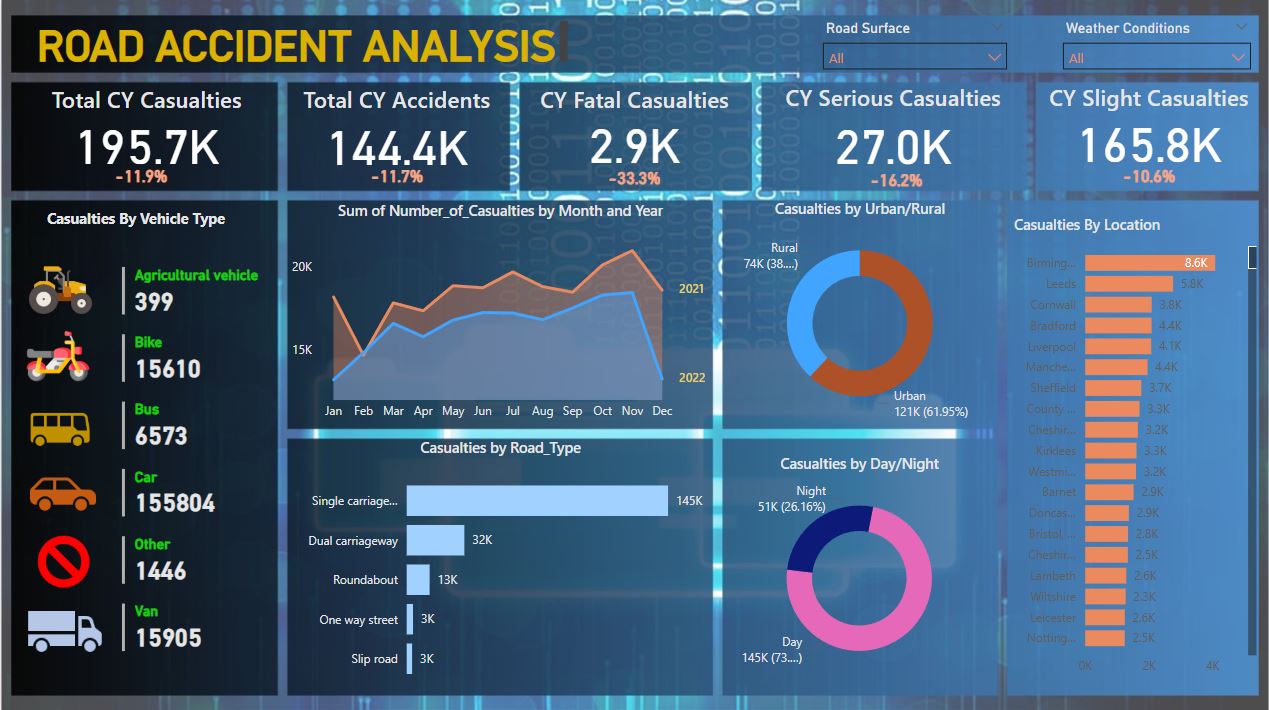 ROAD ACCIDENT ANALYSIS
Road Surface
All
Weather Conditions
All
Total CY Casualties
195.7K
-11.9%
Total CY Accidents
144.4K
-11.7%
CY Fatal Casualties
2.9K
-33.3%
CY Serious Casualties
27.0K
-16.2%
CY Slight Casualties
165.8K
-10.6%
Casualties By Vehicle Type
Agricultural vehicle
399
Bike
15610
Bus
6573
Car
155804
Other
1446
Van
15905
Sum of Number_of_Casualties by Month and Year
20K
15K
2021
2022
Jan Feb Mar Apr May Jun Jul Aug Sep Oct Nov Dec
Casualties by Road_Type
Single carriage... 145K
Dual carriageway 32K
Roundabout 13K
One way street 3K
Slip road 3K
Casualties by Urban/Rural
Rural
74K (38....)
Urban
121K (61.95%)
Casualties by Day/Night
Night
51K (26.16%)
Day
145K (73....)
Casualties By Location
Birming... 8.6K
Leeds 5.8K
Cornwall 3.8K
Bradford 4.4K
Liverpool 4.1K
Manche... 4.4K
Sheffield 3.7K
County ... 3.3K
Cheshir... 3.2K
Kirklees 3.3K
Westmi... 3.2K
Barnet 2.9K
Doncas... 2.9K
Bristol, ... 2.8K
Cheshir... 2.5K
Lambeth 2.6K
Wiltshire 2.3K
Leicester 2.6K
Notting... 2.5K
0K 2K 4K